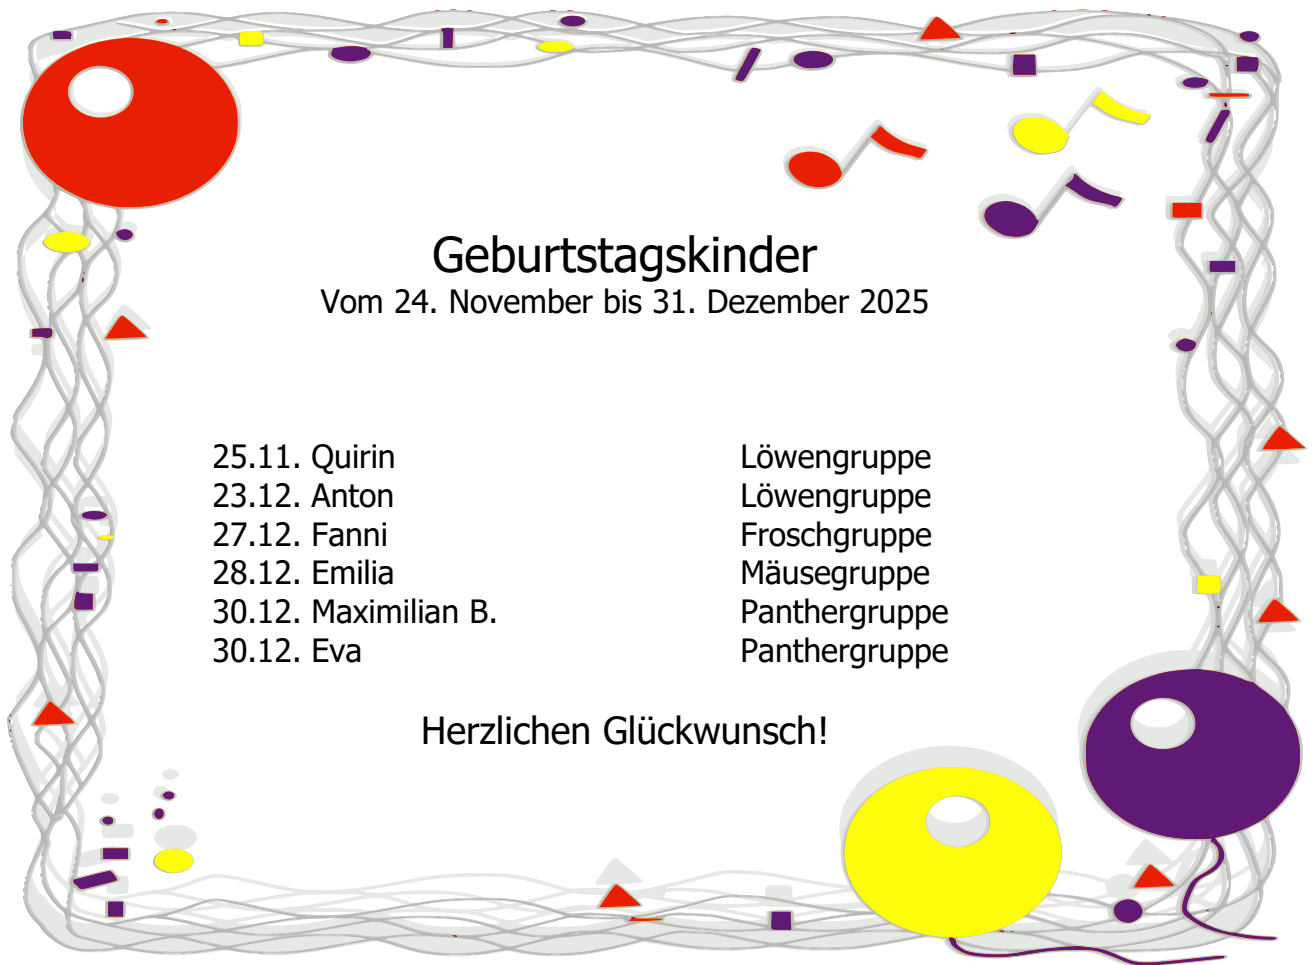 Geburtstagskinder
Vom 24. November bis 31. Dezember 2025
25.11. Quirin Löwengruppe
23.12. Anton Löwengruppe
27.12. Fanni Froschgruppe
28.12. Emilia Mäusegruppe
30.12. Maximilian B. Panthergruppe
30.12. Eva Panthergruppe
Herzlichen Glückwunsch!